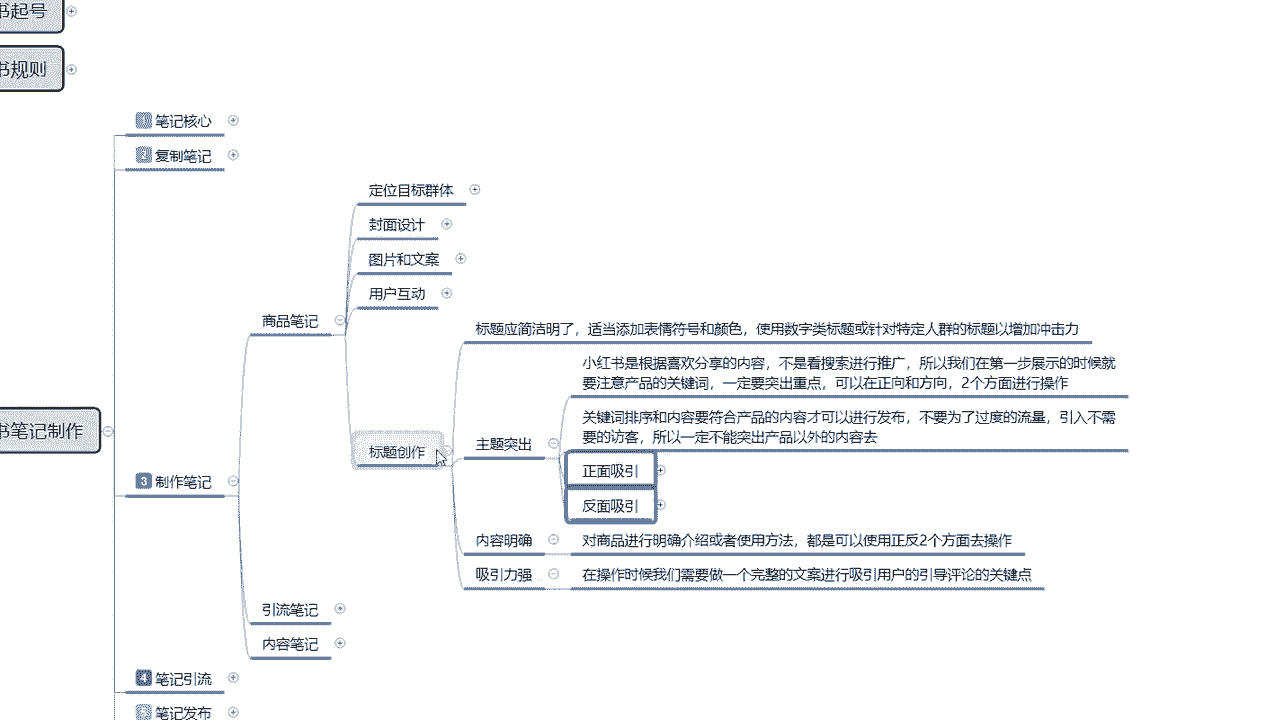 书起号
书规则
1 笔记核心
2 复制笔记
定位目标群体
封面设计
图片和文案
用户互动
商品笔记
标题应简洁明了，适当添加表情符号和颜色，使用数字类标题或针对特定人群的标题以增加冲击力
小红书是根据喜欢分享的内容，不是看搜索进行推广，所以我们在第一步展示的时候就
要注意产品的关键词，一定要突出重点，可以在正向和方向，2个方面进行操作
关键词排序和内容要符合产品的内容才可以进行发布，不要为了过度的流量，引入不需
要的访客，所以一定不能突出产品以外的内容去
书笔记制作
标题创作
主题突出
正面吸引
3 制作笔记
反面吸引
内容明确
对商品进行明确介绍或者使用方法，都是可以使用正反2个方面去操作
吸引力强
在操作时候我们需要做一个完整的文案进行吸引用户的引导评论的关键点
引流笔记
内容笔记
4 笔记引流
5 笔记发布